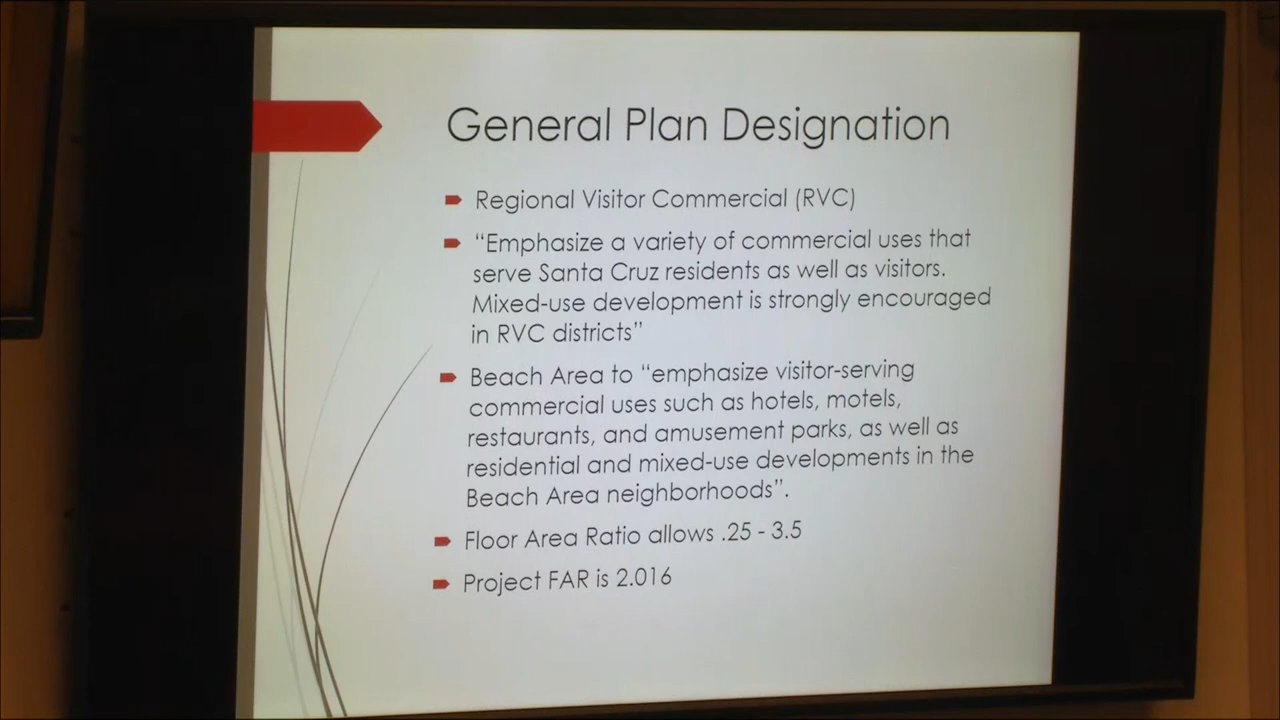 General Plan Designation
Regional Visitor Commercial (RVC)
“Emphasize a variety of commercial uses that
serve Santa Cruz residents as well as visitors.
Mixed-use development is strongly encouraged
in RVC districts”
Beach Area to “emphasize visitor-serving
commercial uses such as hotels, motels,
restaurants, and amusement parks, as well as
residential and mixed-use developments in the
Beach Area neighborhoods”.
Floor Area Ratio allows .25 - 3.5
Project FAR is 2.016